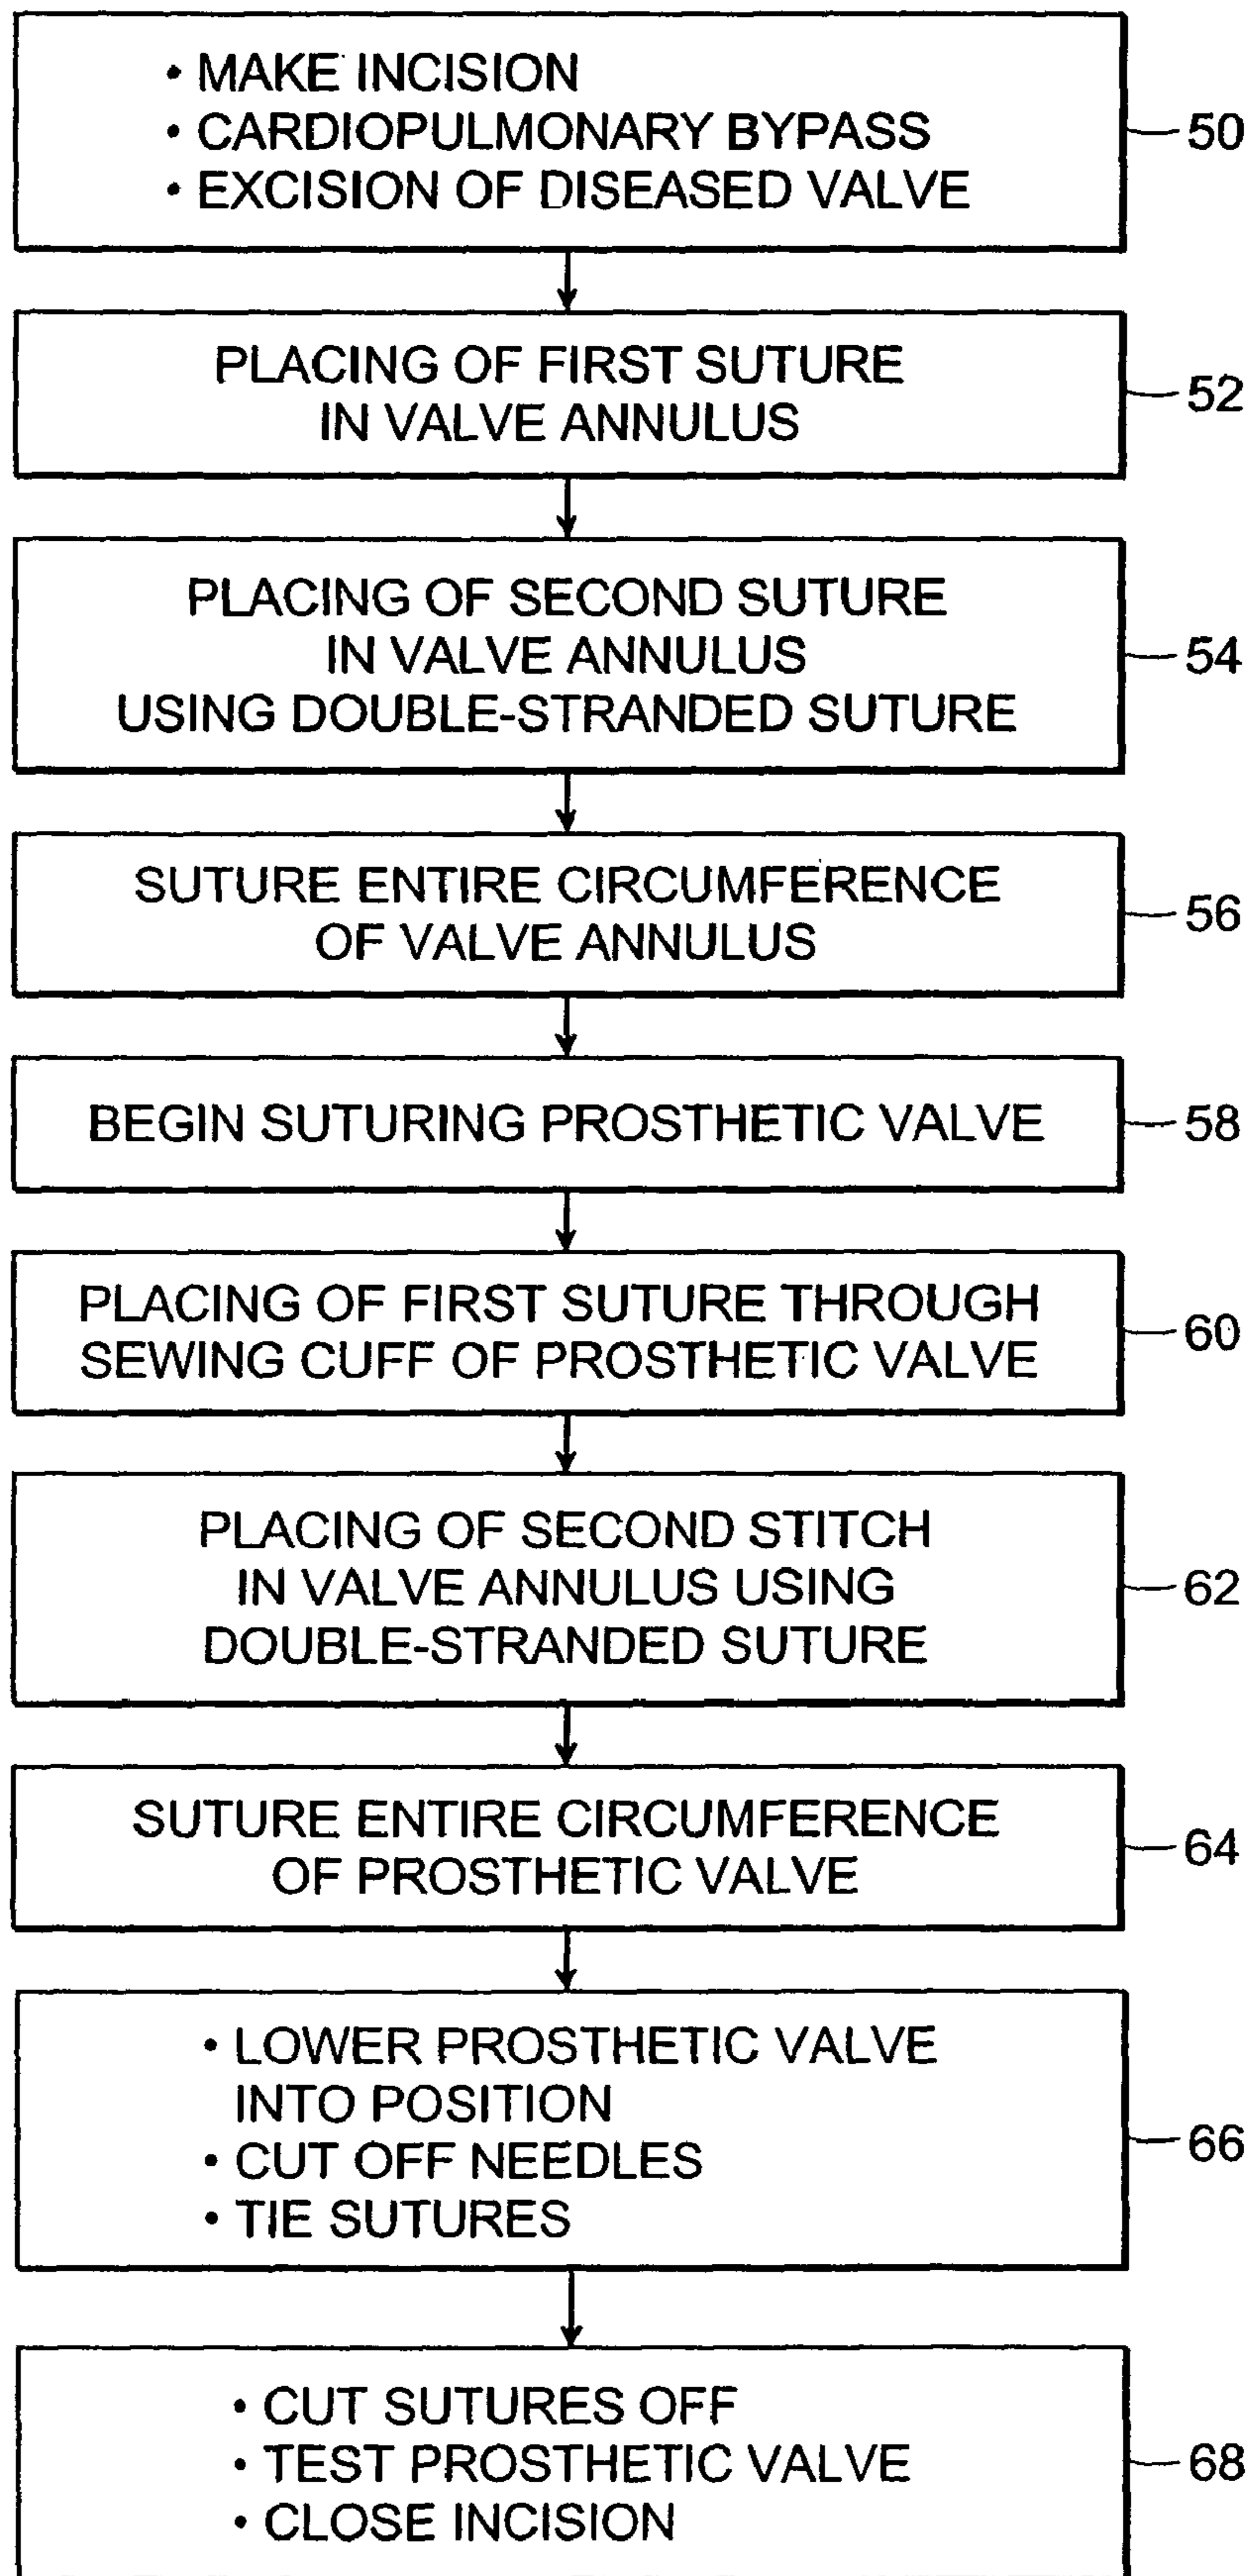 • MAKE INCISION
• CARDIOPULMONARY BYPASS
• EXCISION OF DISEASED VALVE
50
PLACING OF FIRST SUTURE
IN VALVE ANNULUS
52
PLACING OF SECOND SUTURE
IN VALVE ANNULUS
USING DOUBLE-STRANDED SUTURE
54
SUTURE ENTIRE CIRCUMFERENCE
OF VALVE ANNULUS
56
BEGIN SUTURING PROSTHETIC VALVE
58
PLACING OF FIRST SUTURE THROUGH
SEWING CUFF OF PROSTHETIC VALVE
60
PLACING OF SECOND STITCH
IN VALVE ANNULUS USING
DOUBLE-STRANDED SUTURE
62
SUTURE ENTIRE CIRCUMFERENCE
OF PROSTHETIC VALVE
64
• LOWER PROSTHETIC VALVE
INTO POSITION
• CUT OFF NEEDLES
• TIE SUTURES
66
• CUT SUTURES OFF
• TEST PROSTHETIC VALVE
• CLOSE INCISION
68